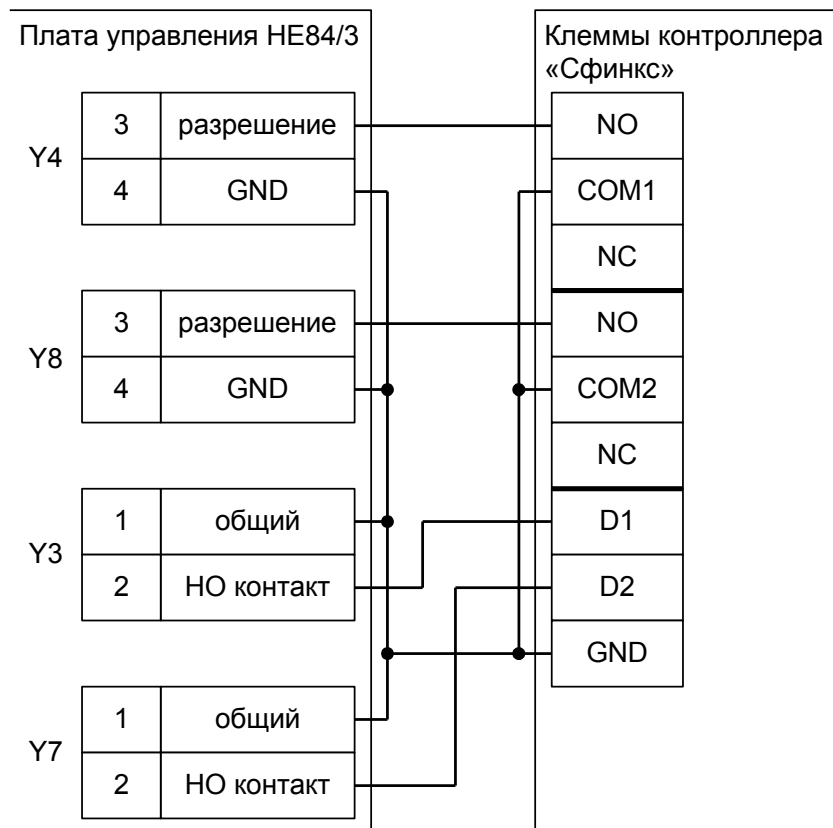 Плата управления НЕ84/3
Клеммы контроллера
«Сфинкс»
Y4
3 разрешение
4 GND
Y8
3 разрешение
4 GND
Y3
1 общий
2 НО контакт
Y7
1 общий
2 НО контакт
NO
COM1
NC
NO
COM2
NC
D1
D2
GND